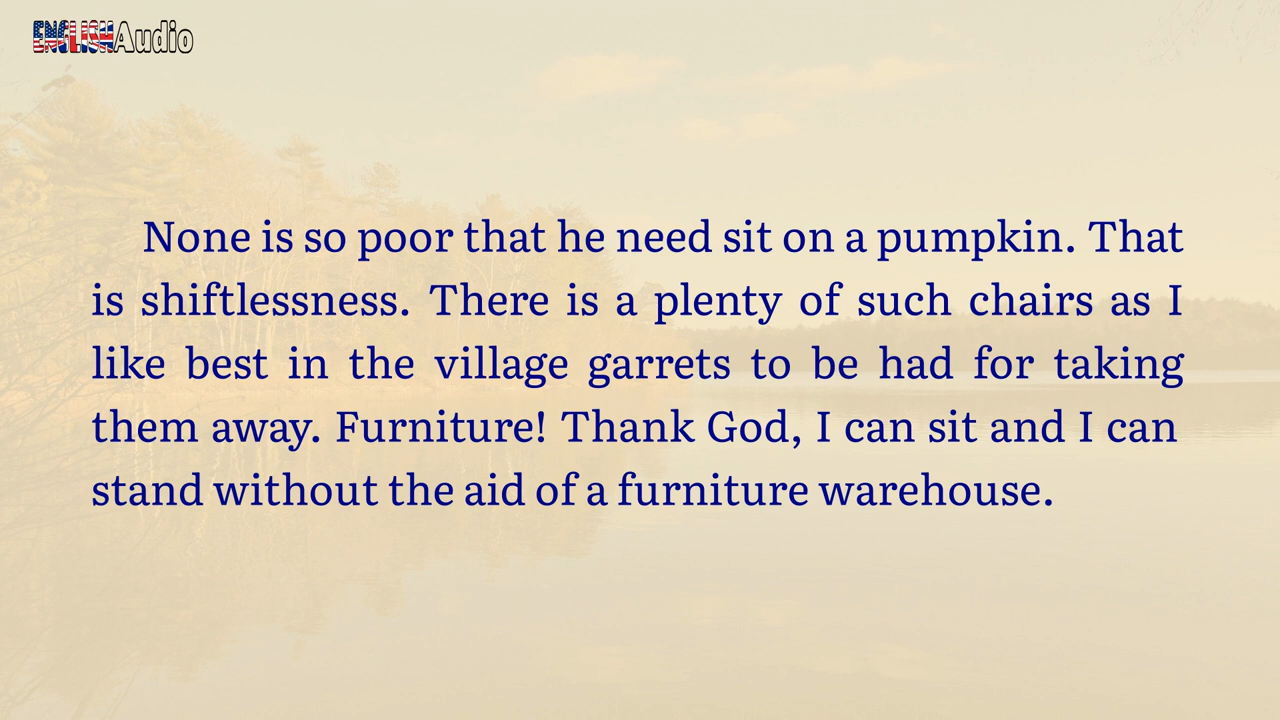 ENGLISHAudio
None is so poor that he need sit on a pumpkin. That
is shiftlessness. There is a plenty of such chairs as I
like best in the village garrets to be had for taking
them away. Furniture! Thank God, I can sit and I can
stand without the aid of a furniture warehouse.